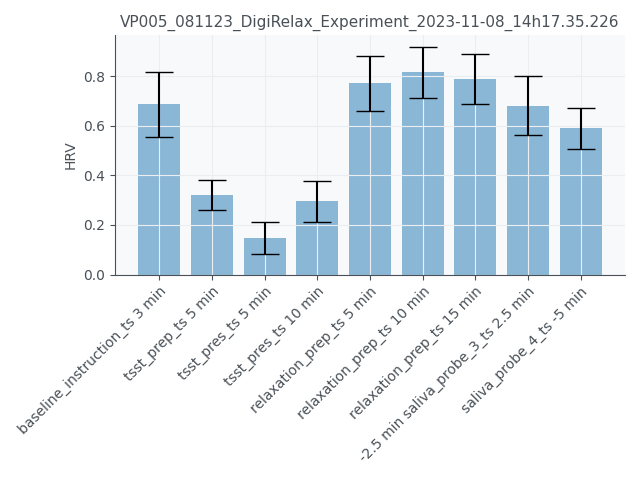 VP005_081123_DigiRelax_Experiment_2023-11-08_14h17.35.226
HRV
0.8
0.6
0.4
0.2
0.0
baseline_instruction_ts 3 min
tsst_prep_ts 5 min
tsst_pres_ts 5 min
tsst_pres_ts 10 min
relaxation_prep_ts 5 min
relaxation_prep_ts 10 min
relaxation_prep_ts 15 min
-2.5 min saliva_probe_3_ts 2.5 min
saliva_probe_4_ts -5 min